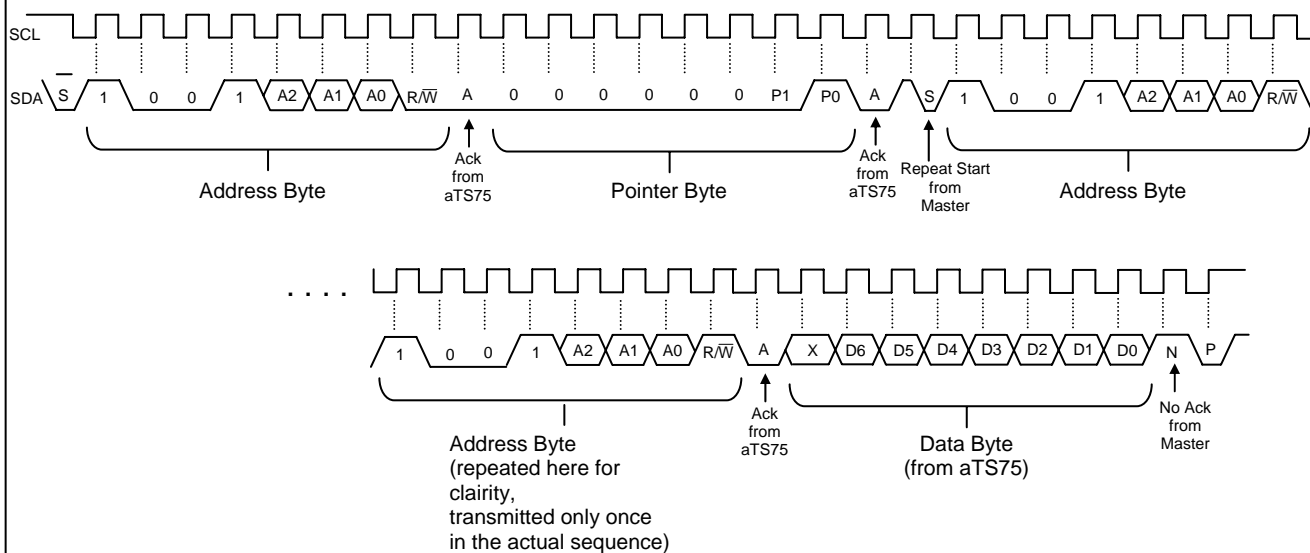 SCL
SDA S 1 0 0 1 A2 A1 A0 R/W̅ A 0 0 0 0 0 0 P1 P0 A S 1 0 0 1 A2 A1 A0 R/W̅
Ack
from
aTS75
Ack
from
aTS75
Repeat Start
from
Master
Address Byte
Pointer Byte
Address Byte
. . . .
1 0 0 1 A2 A1 A0 R/W̅ A X D6 D5 D4 D3 D2 D1 D0 N P
Ack
from
aTS75
No Ack
from
Master
Address Byte
(repeated here for
clairity,
transmitted only once
in the actual sequence)
Data Byte
(from aTS75)